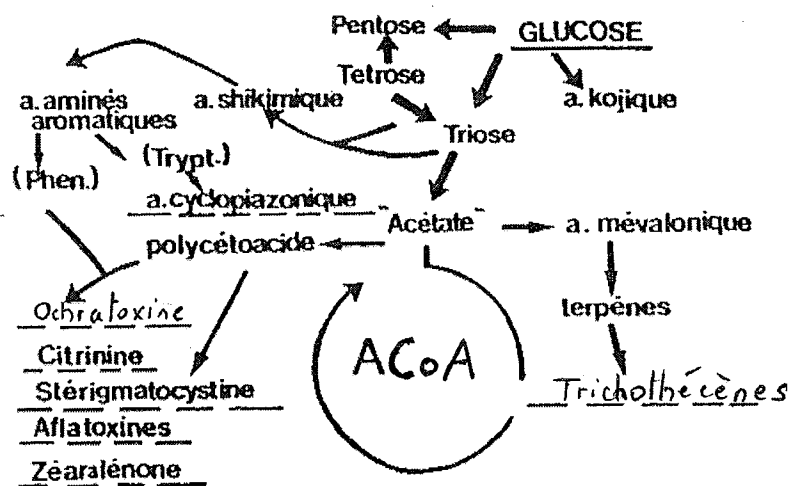 Pentose
GLUCOSE
Tetrose
a. aminés
aromatiques
a. shikimique
a. kojique
Triose
(Trypt.)
(Phen.)
a. cyclopiazonique
"Acétate"
a. mévalonique
polycétoacide
Ochratoxine
terpènes
Citrinine
ACoA
Stérigmatocystine
Trichothécènes
Aflatoxines
Zéaralénone